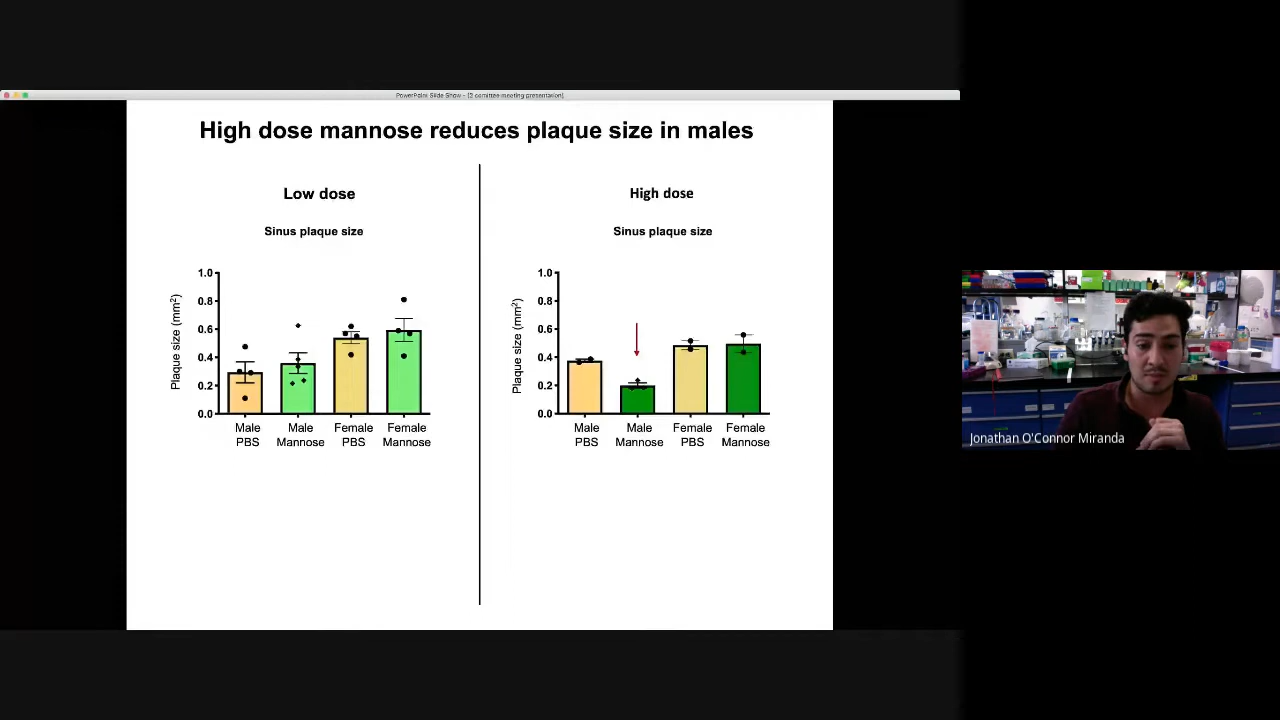 PowerPoint Slide Show - [2 comittee meeting presentation]
High dose mannose reduces plaque size in males
Low dose
Sinus plaque size
Plaque size (mm²)
1.0
0.8
0.6
0.4
0.2
0.0
Male PBS
Male Mannose
Female PBS
Female Mannose
High dose
Sinus plaque size
Plaque size (mm²)
1.0
0.8
0.6
0.4
0.2
0.0
Male PBS
Male Mannose
Female PBS
Female Mannose
Jonathan O'Connor Miranda